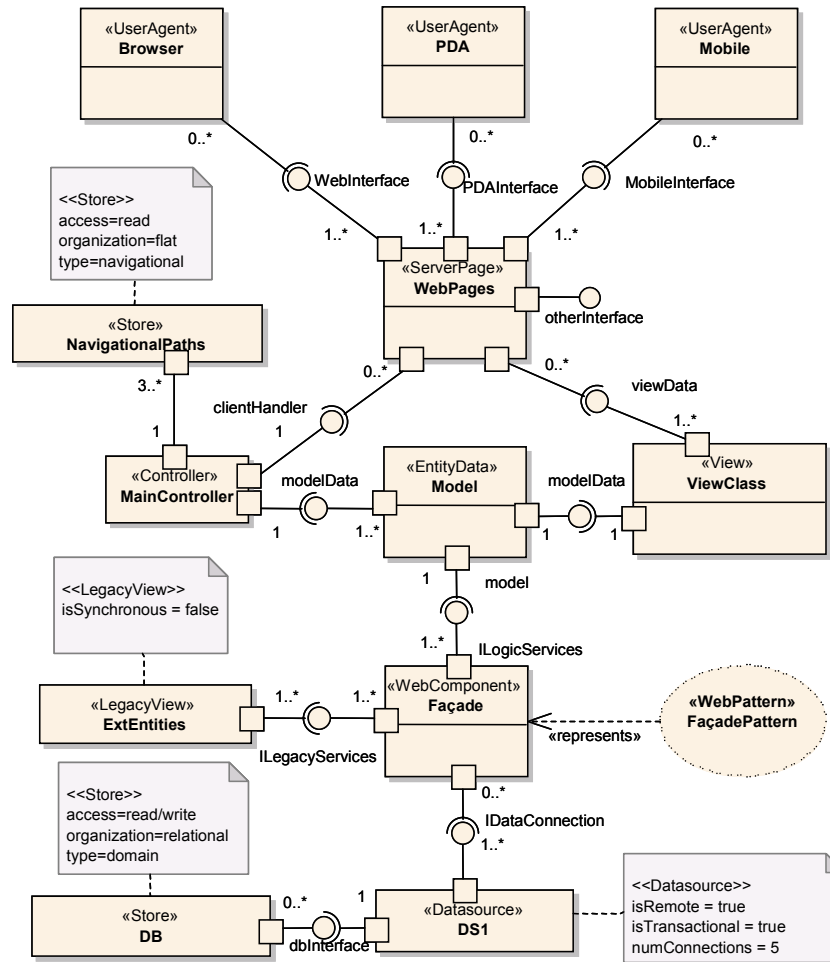 «UserAgent»
Browser
«UserAgent»
PDA
«UserAgent»
Mobile
0..*
0..*
0..*
WebInterface
PDAInterface
MobileInterface
<<Store>>
access=read
organization=flat
type=navigational
1..*
1..*
1..*
«ServerPage»
WebPages
otherInterface
«Store»
NavigationalPaths
3..*
0..*
0..*
clientHandler
viewData
1
1
1..*
«Controller»
MainController
modelData
«EntityData»
Model
modelData
«View»
ViewClass
1
1..*
1
1
<<LegacyView>>
isSynchronous = false
1
model
1..*
ILogicServices
«LegacyView»
ExtEntities
1..*
1..*
ILegacyServices
«WebComponent»
Façade
«represents»
«WebPattern»
FaçadePattern
<<Store>>
access=read/write
organization=relational
type=domain
0..*
IDataConnection
1..*
«Store»
DB
0..*
1
dbInterface
«Datasource»
DS1
<<Datasource>>
isRemote = true
isTransactional = true
numConnections = 5